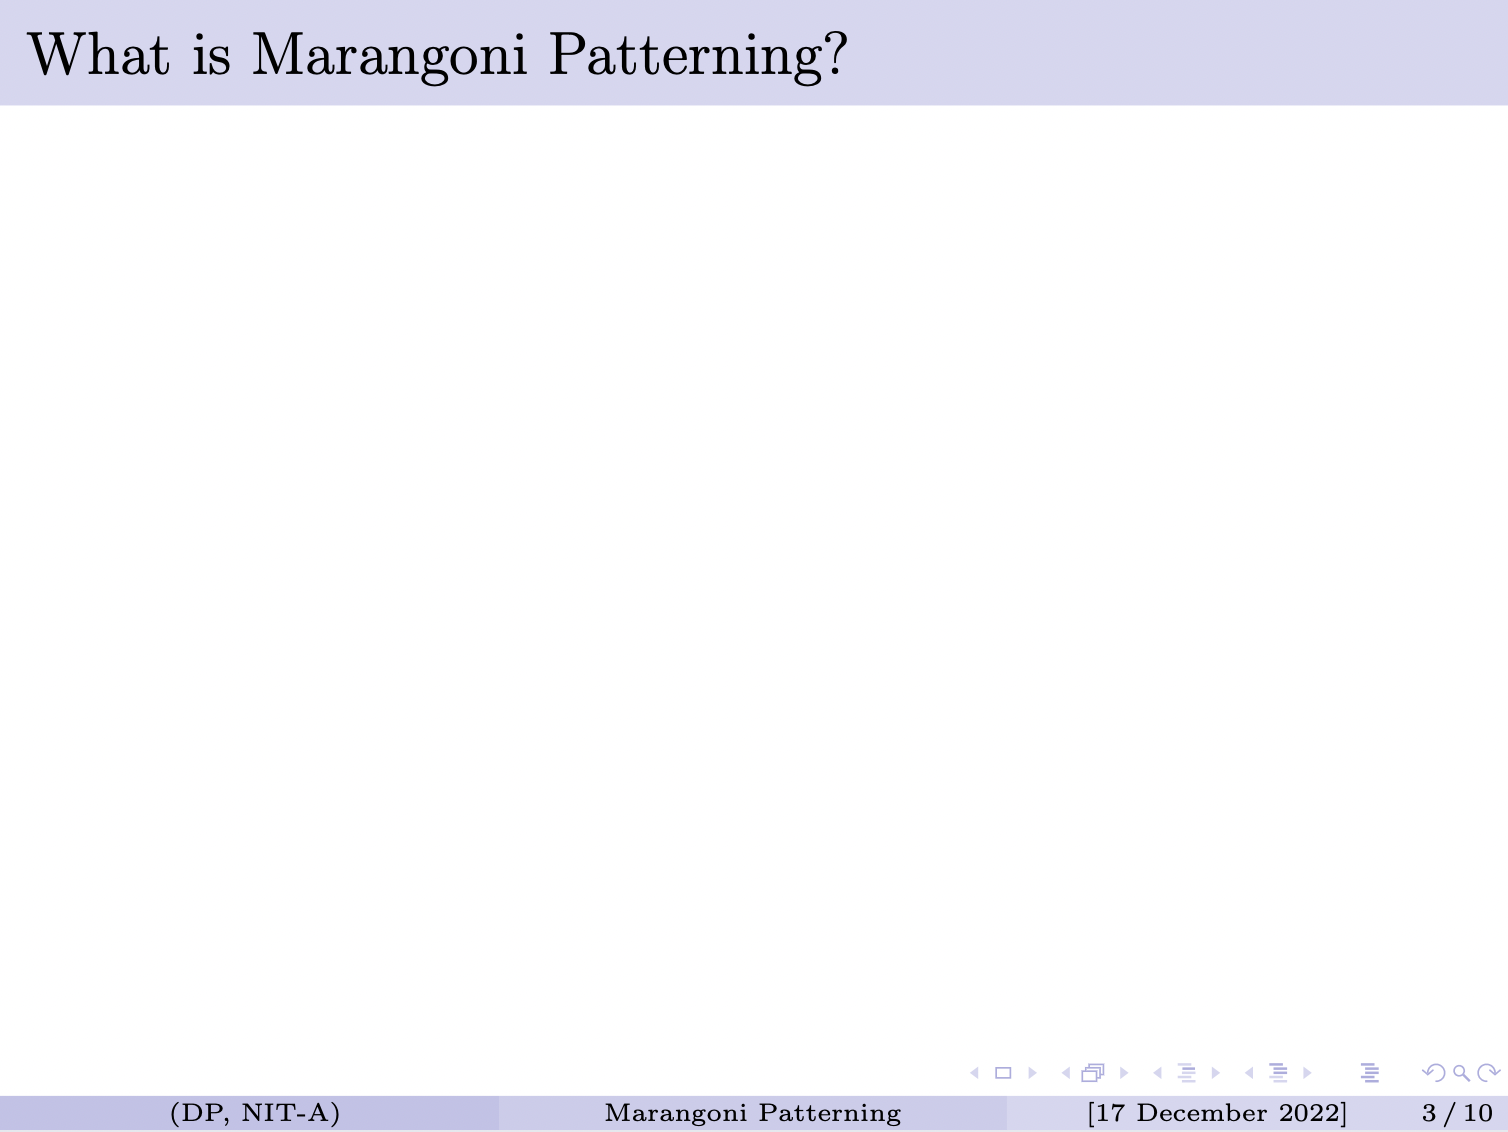 What is Marangoni Patterning?
(DP, NIT-A) Marangoni Patterning [17 December 2022] 3 / 10